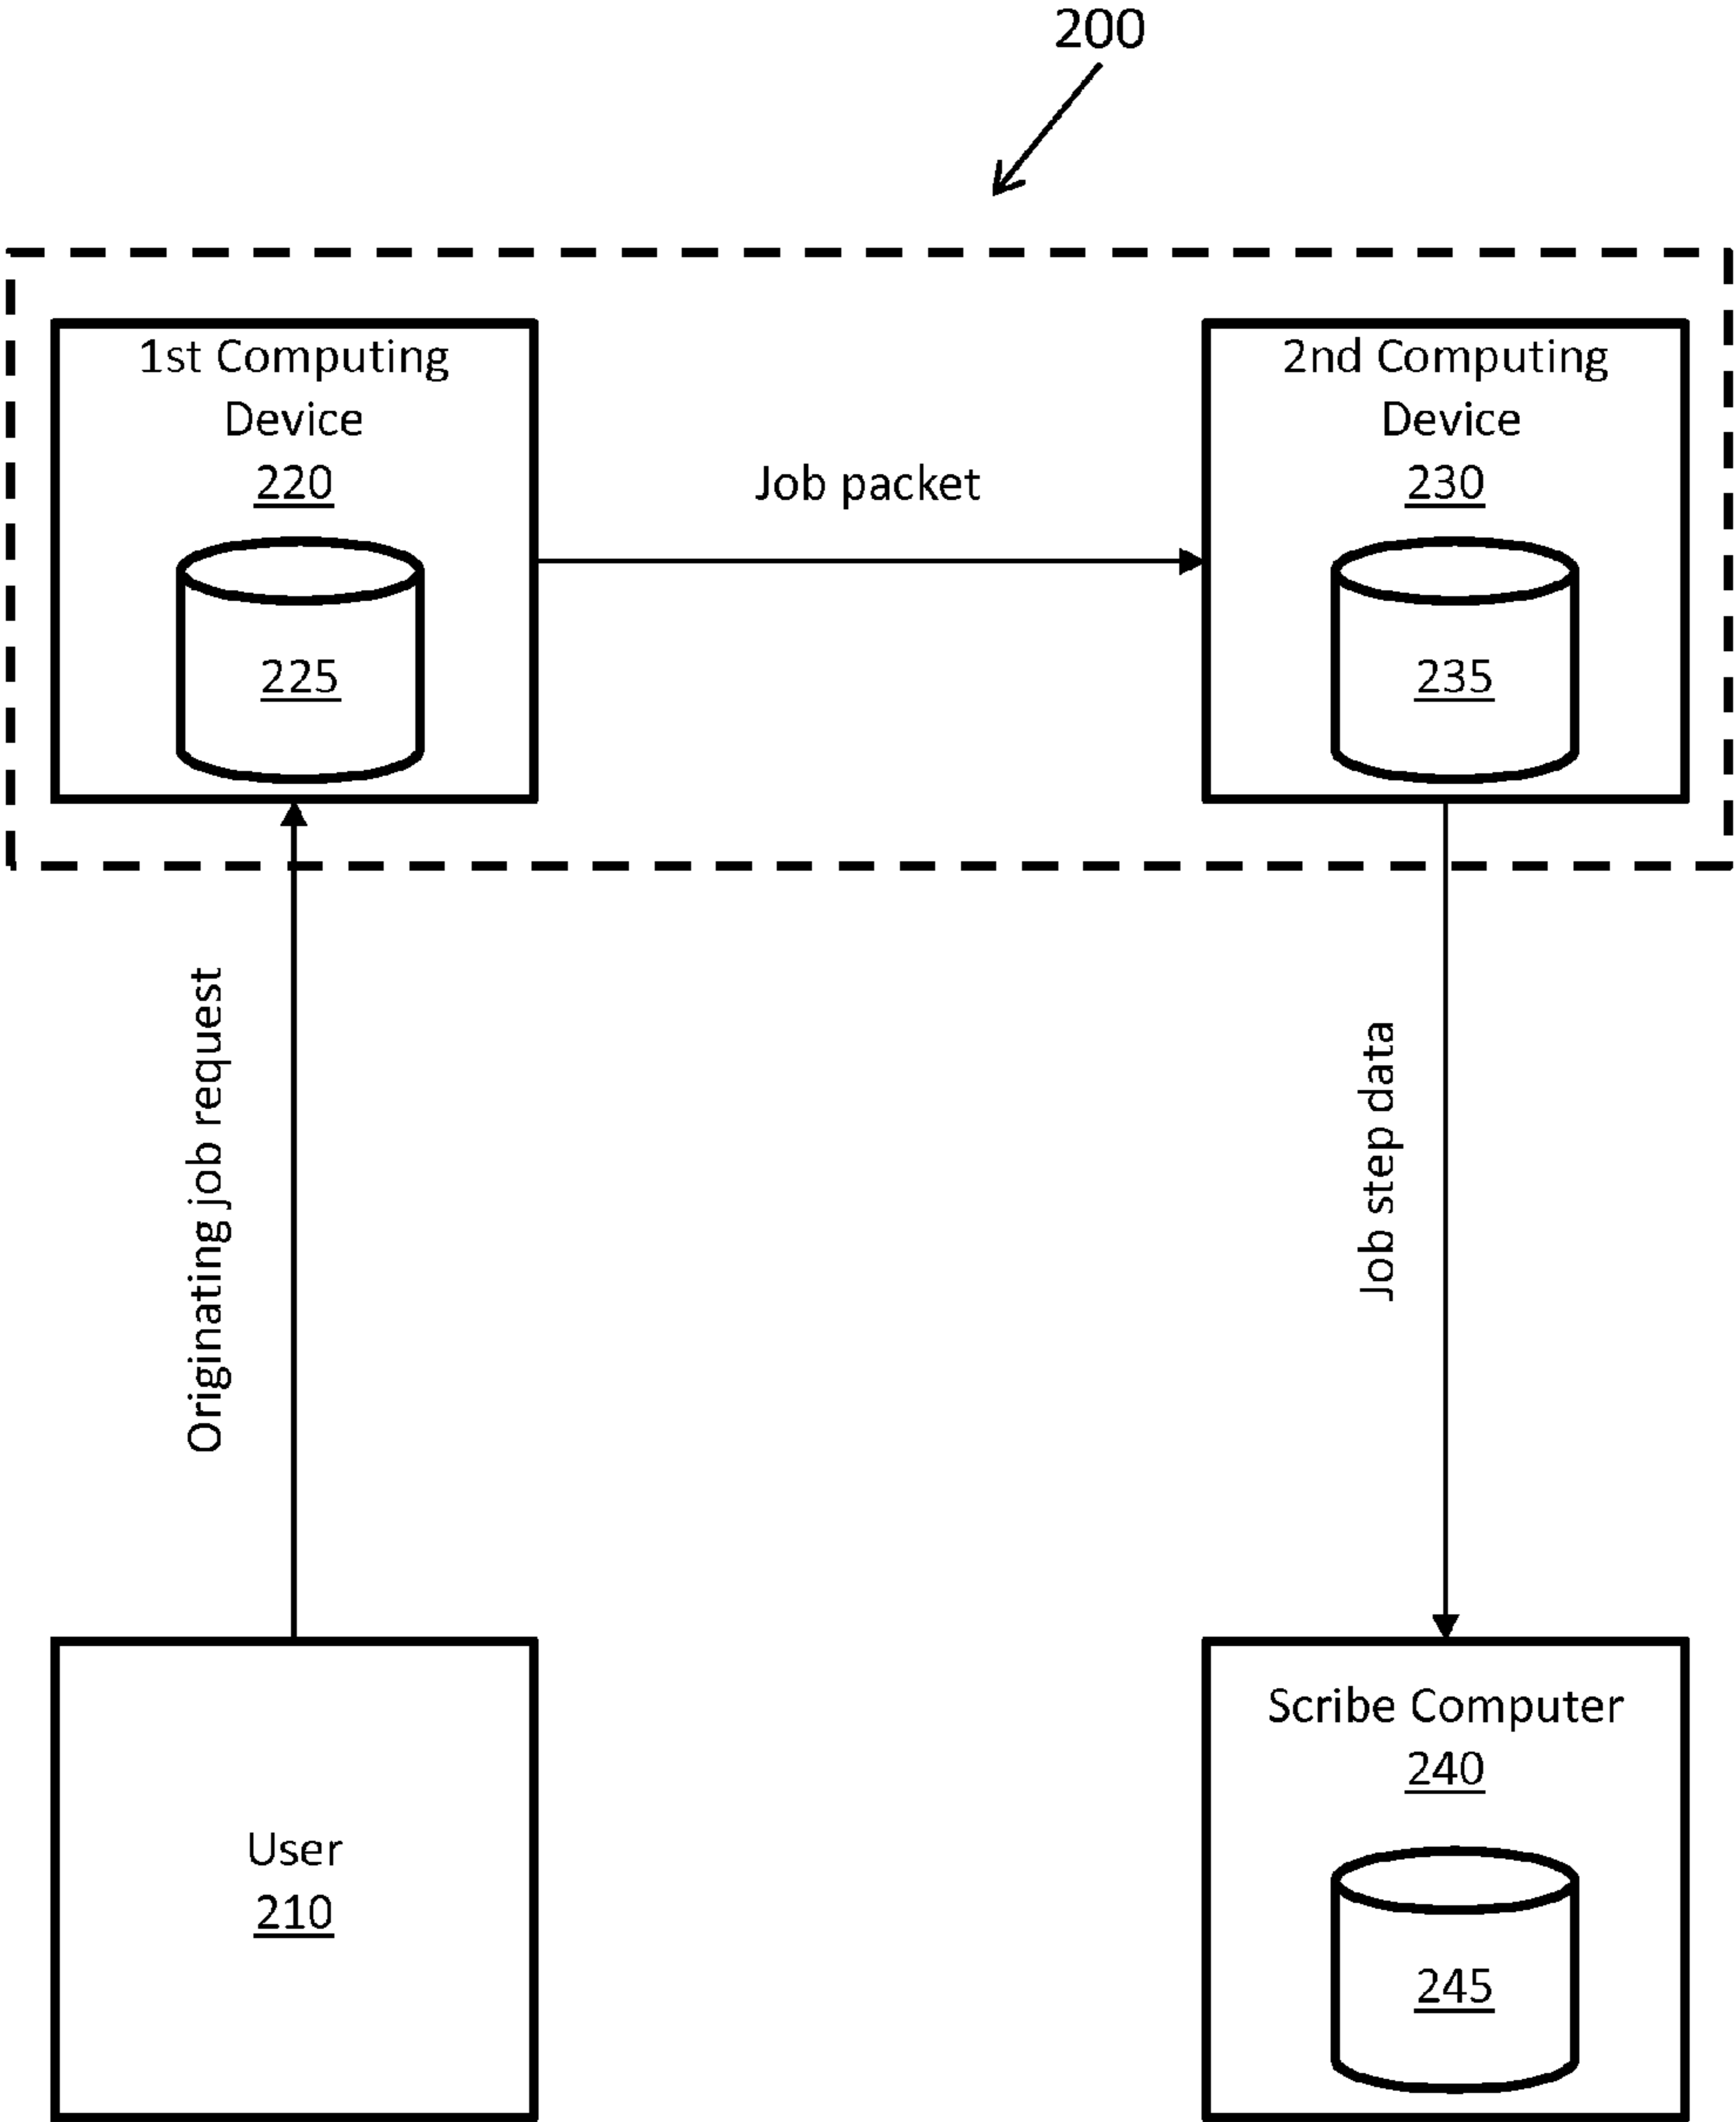 200
1st Computing
Device
220
225
Job packet
2nd Computing
Device
230
235
Originating job request
Job step data
User
210
Scribe Computer
240
245